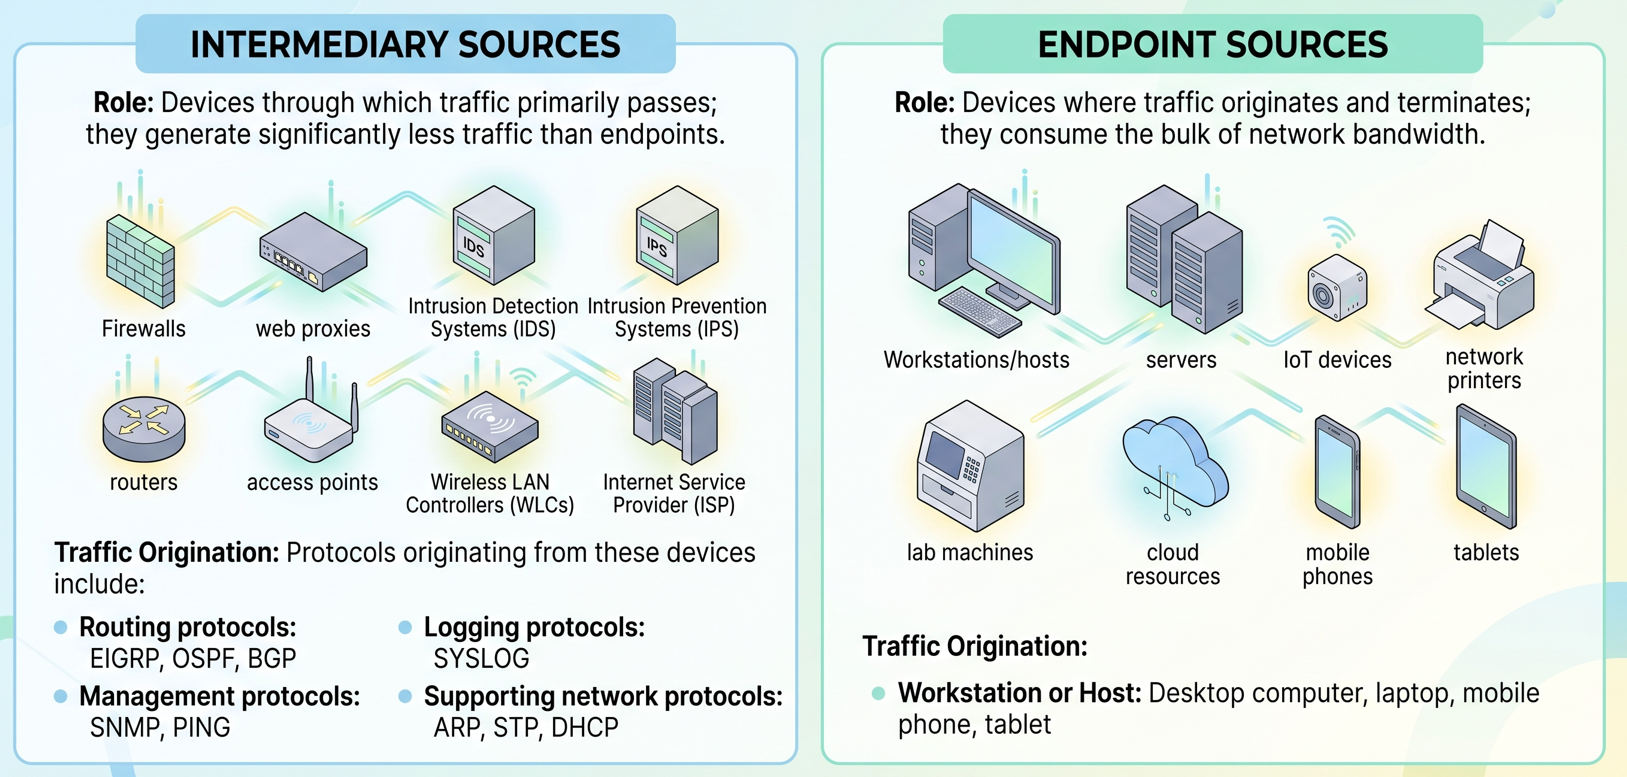 INTERMEDIARY SOURCES
Role: Devices through which traffic primarily passes;
they generate significantly less traffic than endpoints.
IDS
IPS
Firewalls
web proxies
Intrusion Detection
Systems (IDS)
Intrusion Prevention
Systems (IPS)
routers
access points
Wireless LAN
Controllers (WLCs)
Internet Service
Provider (ISP)
Traffic Origination: Protocols originating from these devices
include:
Routing protocols:
EIGRP, OSPF, BGP
Logging protocols:
SYSLOG
Management protocols:
SNMP, PING
Supporting network protocols:
ARP, STP, DHCP
ENDPOINT SOURCES
Role: Devices where traffic originates and terminates;
they consume the bulk of network bandwidth.
Workstations/hosts
servers
IoT devices
network
printers
lab machines
cloud
resources
mobile
phones
tablets
Traffic Origination:
Workstation or Host: Desktop computer, laptop, mobile
phone, tablet